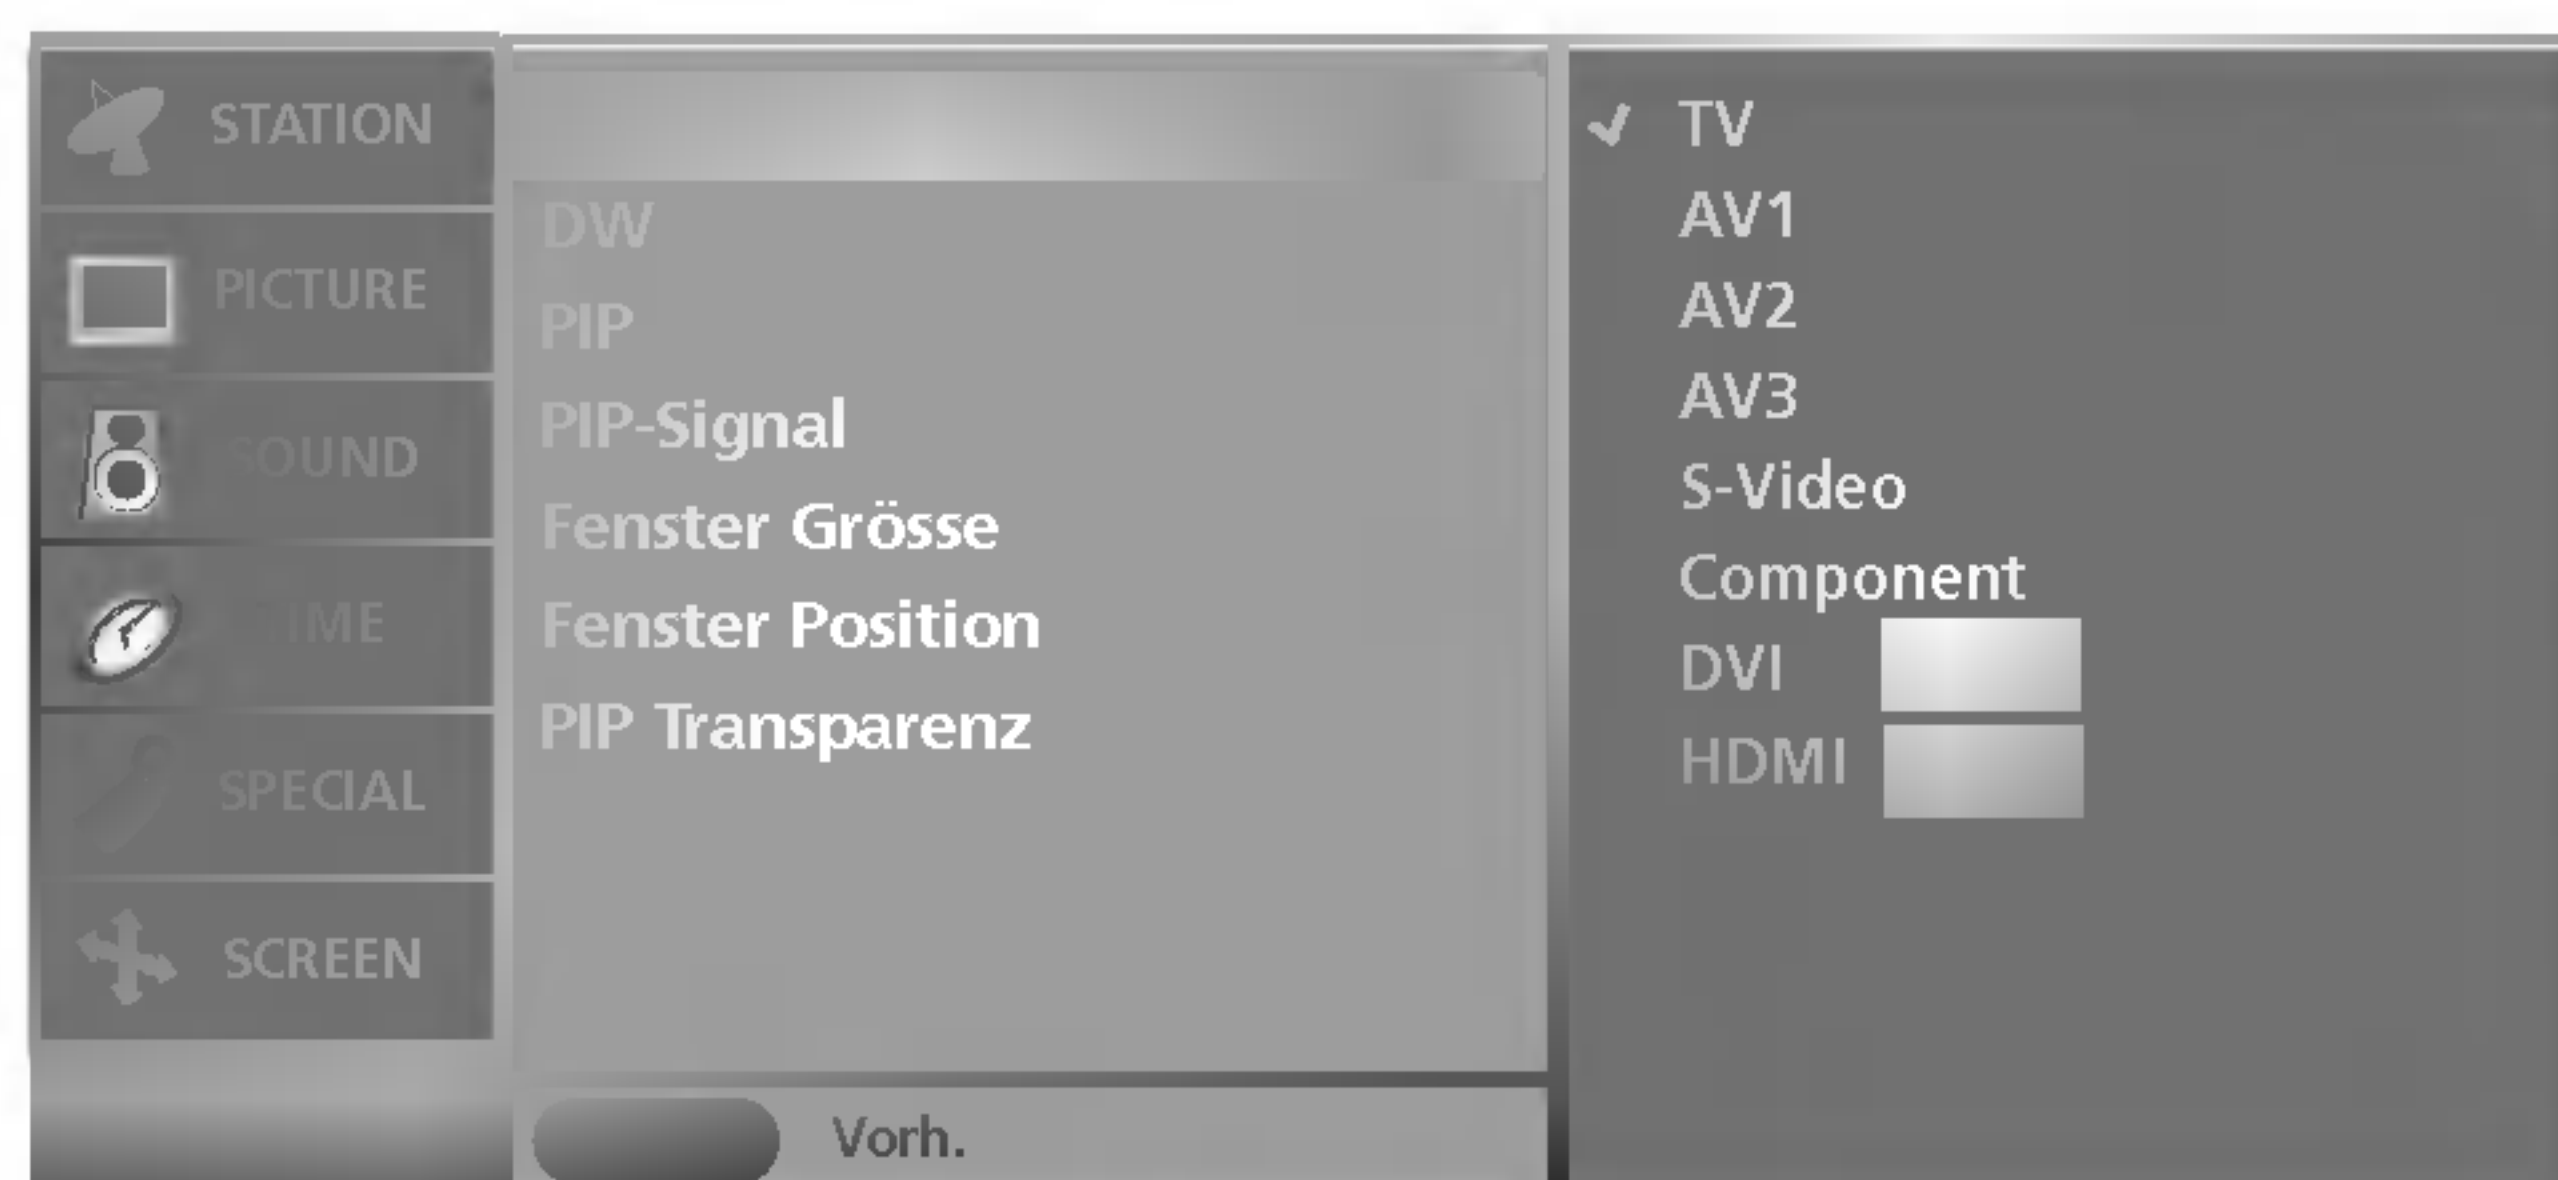 STATION
PICTURE
SOUND
TIME
SPECIAL
SCREEN
DW
PIP
PIP-Signal
Fenster Grösse
Fenster Position
PIP Transparenz
Vorh.
TV
AV1
AV2
AV3
S-Video
Component
DVI
HDMI